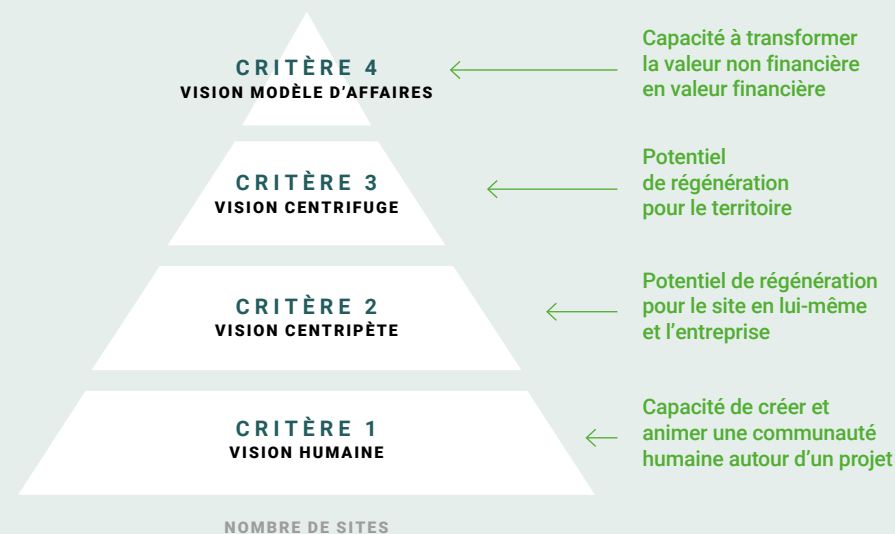 CRITÈRE 4
VISION MODÈLE D'AFFAIRES
Capacité à transformer
la valeur non financière
en valeur financière
CRITÈRE 3
VISION CENTRIFUGE
Potentiel
de régénération
pour le territoire
CRITÈRE 2
VISION CENTRIPÈTE
Potentiel de régénération
pour le site en lui-même
et l'entreprise
CRITÈRE 1
VISION HUMAINE
Capacité de créer et
animer une communauté
humaine autour d'un projet
NOMBRE DE SITES